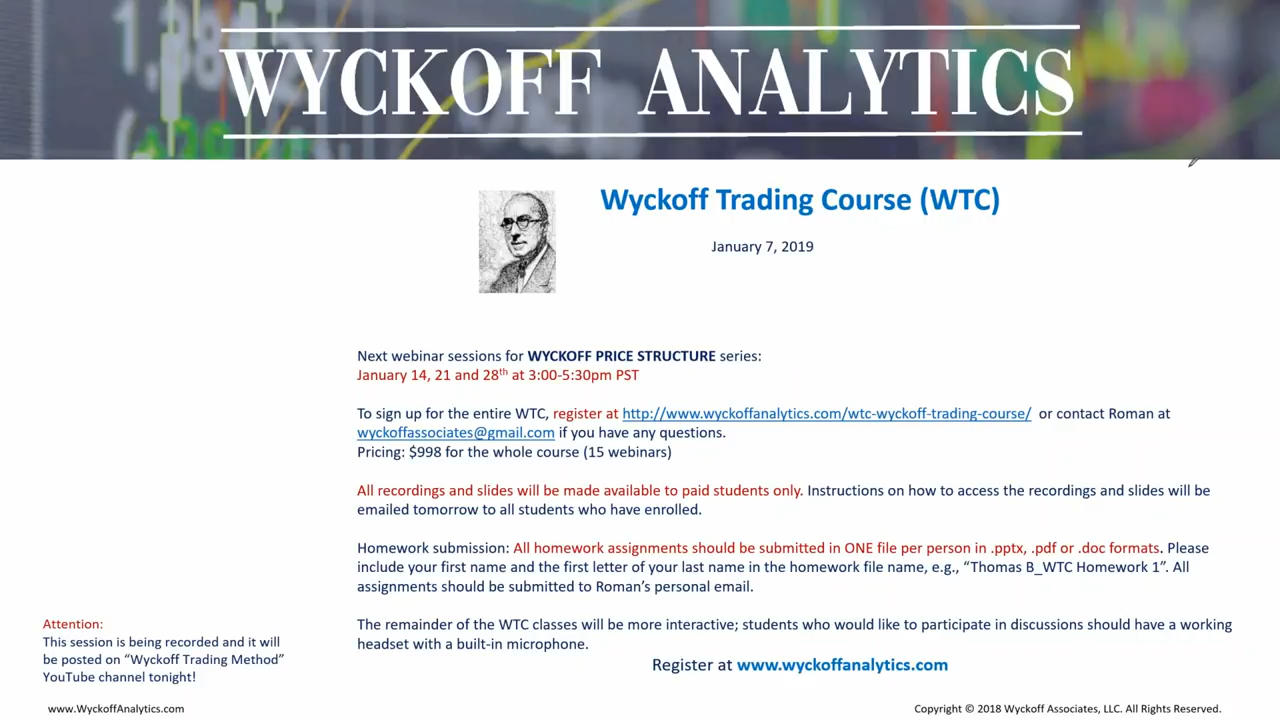 WYCKOFF ANALYTICS
Wyckoff Trading Course (WTC)
January 7, 2019
Next webinar sessions for WYCKOFF PRICE STRUCTURE series:
January 14, 21 and 28th at 3:00-5:30pm PST
To sign up for the entire WTC, register at http://www.wyckoffanalytics.com/wtc-wyckoff-trading-course/ or contact Roman at
wyckoffassociates@gmail.com if you have any questions.
Pricing: $998 for the whole course (15 webinars)
All recordings and slides will be made available to paid students only. Instructions on how to access the recordings and slides will be
emailed tomorrow to all students who have enrolled.
Homework submission: All homework assignments should be submitted in ONE file per person in .pptx, .pdf or .doc formats. Please
include your first name and the first letter of your last name in the homework file name, e.g., “Thomas B_WTC Homework 1”. All
assignments should be submitted to Roman’s personal email.
The remainder of the WTC classes will be more interactive; students who would like to participate in discussions should have a working
headset with a built-in microphone.
Register at www.wyckoffanalytics.com
Attention:
This session is being recorded and it will
be posted on “Wyckoff Trading Method”
YouTube channel tonight!
www.WyckoffAnalytics.com
Copyright © 2018 Wyckoff Associates, LLC. All Rights Reserved.